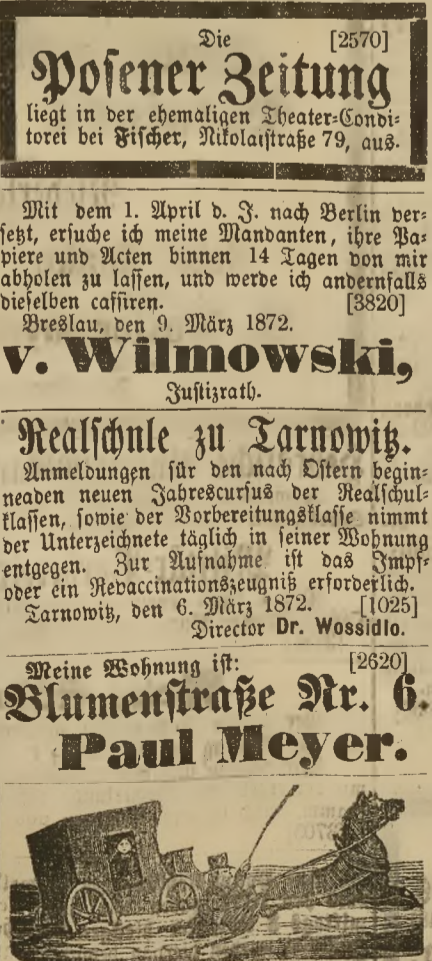 Die [2570]
Posener Zeitung
liegt in der ehemaligen Theater-Condi-
torei bei Fischer, Nikolaistraße 79, aus.
Mit dem 1. April d. J. nach Berlin ver-
setzt, ersuche ich meine Mandanten, ihre Pa-
piere und Acten binnen 14 Tagen von mir
abholen zu lassen, und werde ich andernfalls
dieselben cassiren. [3820]
Breslau, den 9. März 1872.
v. Wilmowski,
Justizrath.
Realschnle zu Tarnowitz.
Anmeldungen für den nach Ostern begin-
neaden neuen Jahrescursus der Realschul-
klassen, sowie der Vorbereitungsklasse nimmt
der Unterzeichnete täglich in seiner Wohnung
entgegen. Zur Aufnahme ist das Impf-
oder ein Revaccinationszeugniß erforderlich.
Tarnowitz, den 6. März 1872. [1025]
Director Dr. Wossidlo.
Meine Wohnung ist: [2620]
Blumenstraße Nr. 6.
Paul Meyer.